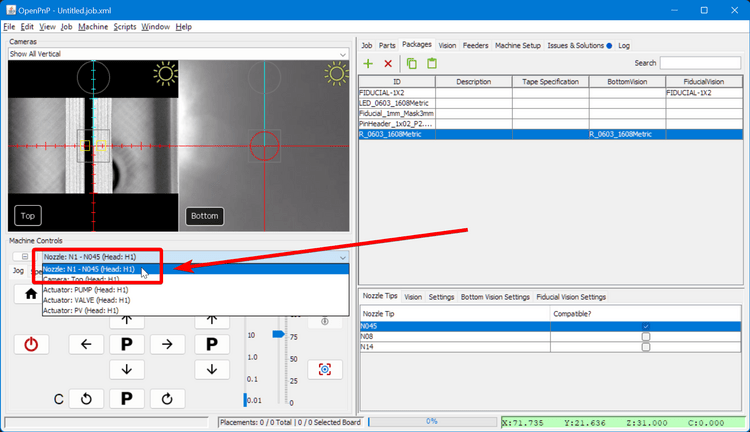 OpenPnP - Untitled.job.xml
File Edit View Job Machine Scripts Window Help
Cameras
Show All Vertical
Top
Bottom
Machine Controls
Nozzle: N1 - N045 (Head: H1)
Nozzle: N1 - N045 (Head: H1)
Camera: Top (Head: H1)
Actuator: PUMP (Head: H1)
Actuator: VALVE (Head: H1)
Actuator: PV (Head: H1)
Jog
P
C
P
10
1.0
0.1
0.01
75
50
25
0
Job Parts Packages Vision Feeders Machine Setup Issues & Solutions Log
Search
ID Description Tape Specification BottomVision FiducialVision
FIDUCIAL-1X2 FIDUCIAL-1X2
LED_0603_1608Metric
Fiducial_1mm_Mask3mm
PinHeader_1x02_P2....
R_0603_1608Metric R_0603_1608Metric
Nozzle Tips Vision Settings Bottom Vision Settings Fiducial Vision Settings
Nozzle Tip Compatible?
N045
N08
N14
Placements: 0 / 0 Total | 0 / 0 Selected Board
0%
X:71.735 Y:21.636 Z:31.000 C:0.000